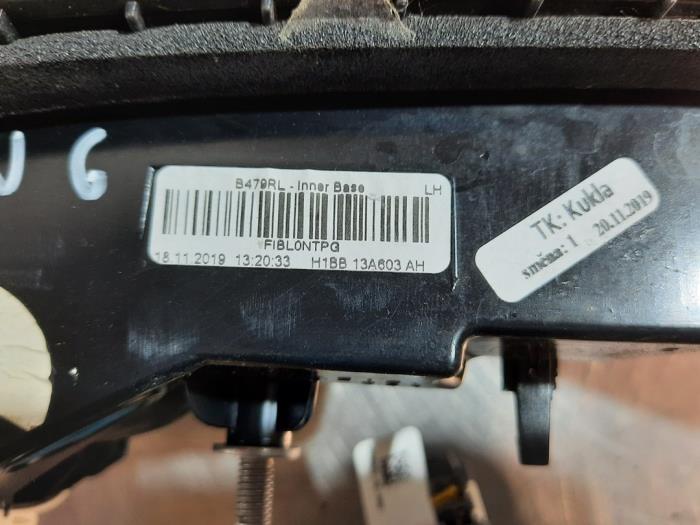 B479RL - Inner Base LH
FIBL0NTPG
18.11.2019 13:20:33 H1BB 13A603 AH
TK: Kukla
směna: 1 20.11.2019